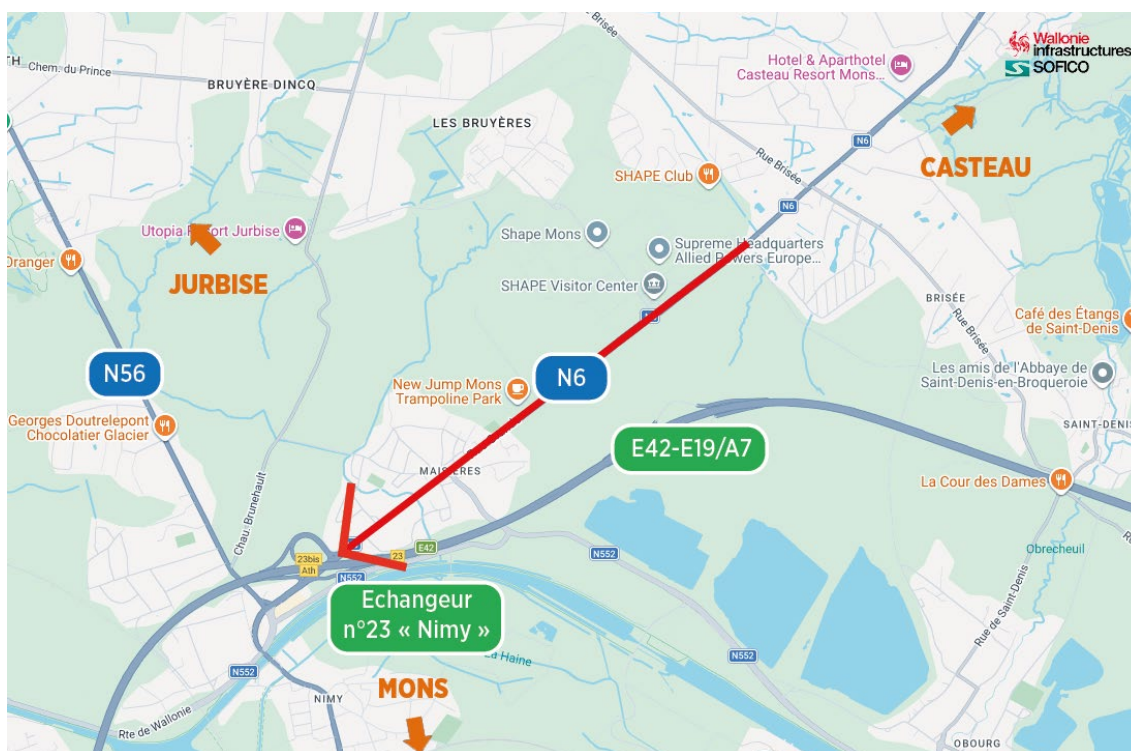 Wallonie
infrastructures
SOFICO
Chem. du Prince
BRUYÈRE DINCQ
Hotel & Aparthotel
Casteau Resort Mons...
LES BRUYÈRES
N6
Rue Brisée
CASTEAU
SHAPE Club
N6
Utopia Resort Jurbise
Shape Mons
Supreme Headquarters
Allied Powers Europe...
Oranger
JURBISE
SHAPE Visitor Center
BRISÉE
Rue Brisée
Café des Étangs
de Saint-Denis
N56
New Jump Mons
Trampoline Park
N6
Les amis de l'Abbaye de
Saint-Denis-en-Broqueroie
Georges Doutrelepont
Chocolatier Glacier
E42-E19/A7
SAINT-DENIS
MAISIÈRES
La Cour des Dames
Chau. Brunehault
23bis
Ath
23
E42
N552
N552
Obrecheuil
Echangeur
n°23 « Nimy »
Rue de Saint-Denis
La Haine
N552
N552
MONS
NIMY
Rte de Wallonie
OBOURG